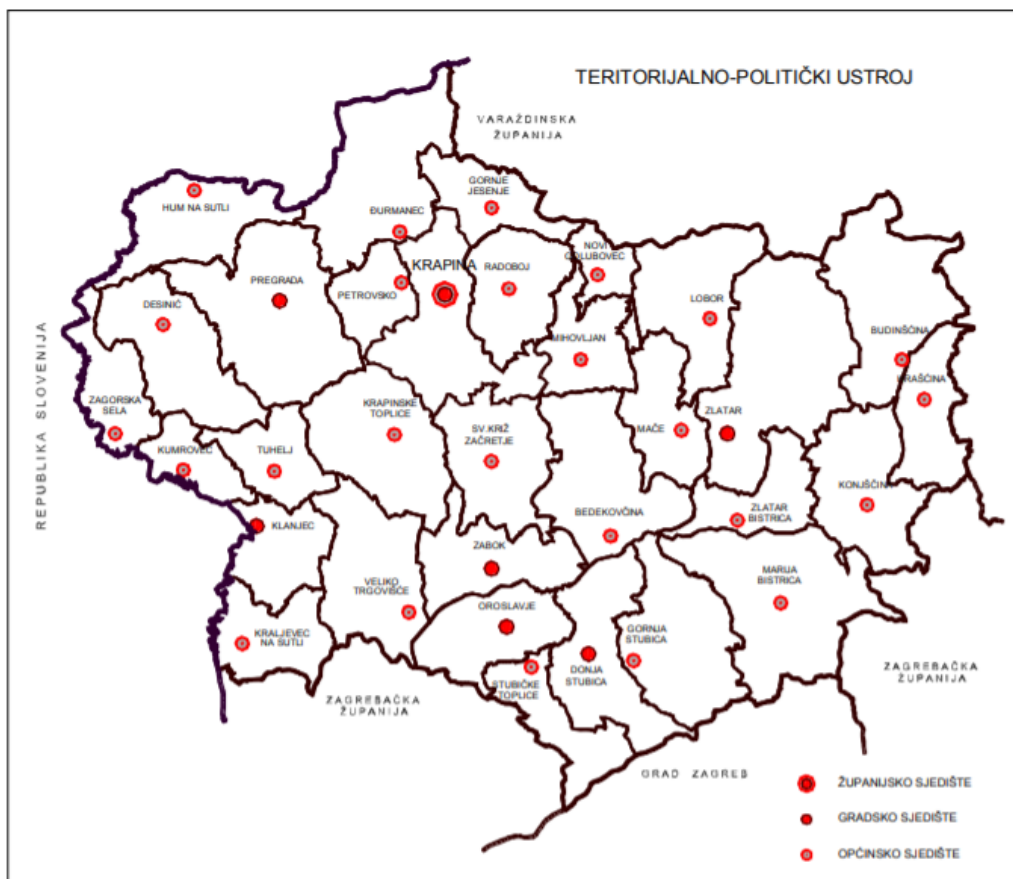 TERITORIJALNO-POLITIČKI USTROJ
VARAŽDINSKA
ŽUPANIJA
GORNJE
JESENJE
HUM NA SUTLI
ĐURMANEC
NOVI
GOLUBOVEC
KRAPINA
RADOBOJ
PREGRADA
PETROVSKO
DESINIĆ
LOBOR
BUDINŠĆINA
MIHOVLJAN
HRAŠĆINA
REPUBLIKA SLOVENIJA
ZAGORSKA
SELA
KRAPINSKE
TOPLICE
SV.KRIŽ
ZAČRETJE
MAČE
ZLATAR
KUMROVEC
TUHELJ
KONJŠČINA
BEDEKOVČINA
ZLATAR
BISTRICA
KLANJEC
ZABOK
VELIKO
TRGOVIŠĆE
MARIJA
BISTRICA
OROSLAVJE
KRALJEVEC
NA SUTLI
GORNJA
STUBICA
DONJA
STUBICA
STUBIČKE
TOPLICE
ZAGREBAČKA
ŽUPANIJA
ZAGREBAČKA
ŽUPANIJA
GRAD ZAGREB
ŽUPANIJSKO SJEDIŠTE
GRADSKO SJEDIŠTE
OPĆINSKO SJEDIŠTE